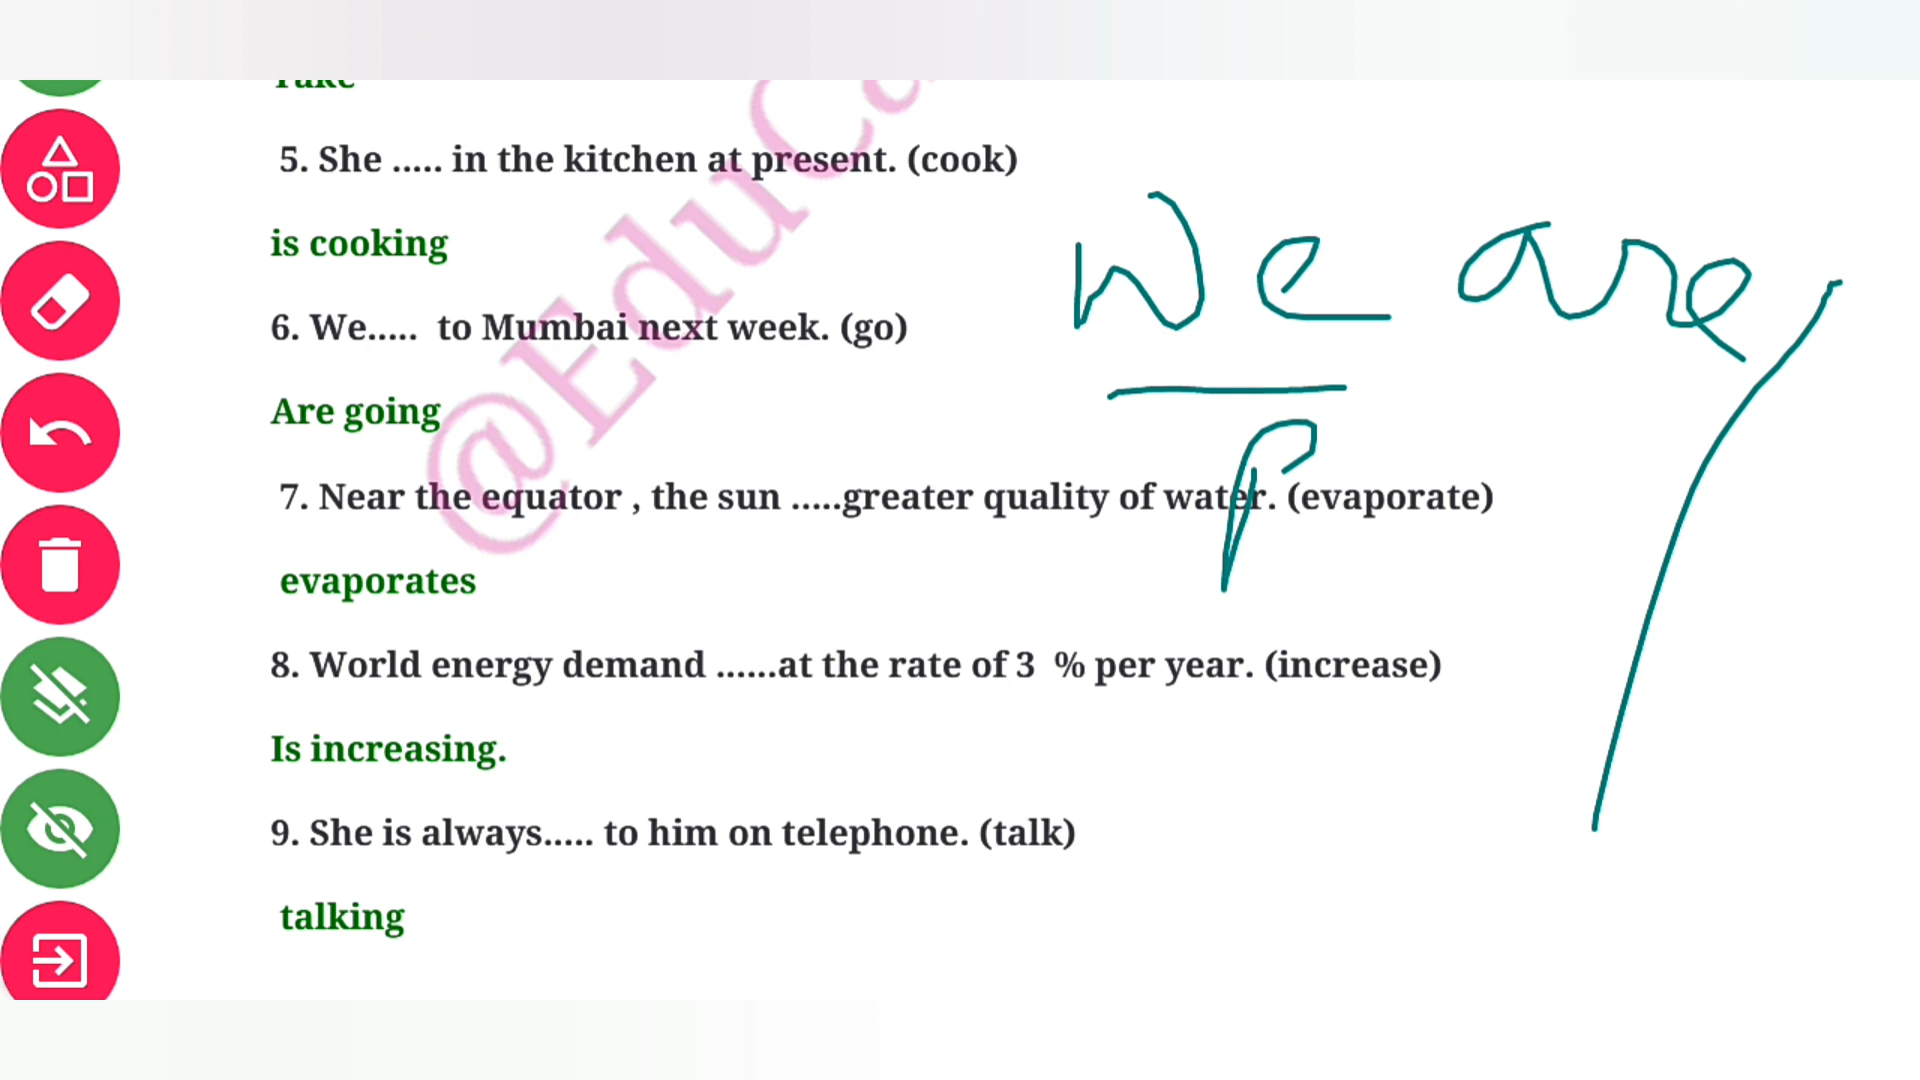 Take
5. She ..... in the kitchen at present. (cook)
is cooking
6. We..... to Mumbai next week. (go)
Are going
7. Near the equator , the sun .....greater quality of water. (evaporate)
evaporates
8. World energy demand ......at the rate of 3 % per year. (increase)
Is increasing.
9. She is always..... to him on telephone. (talk)
talking
@EduCa
We are
P